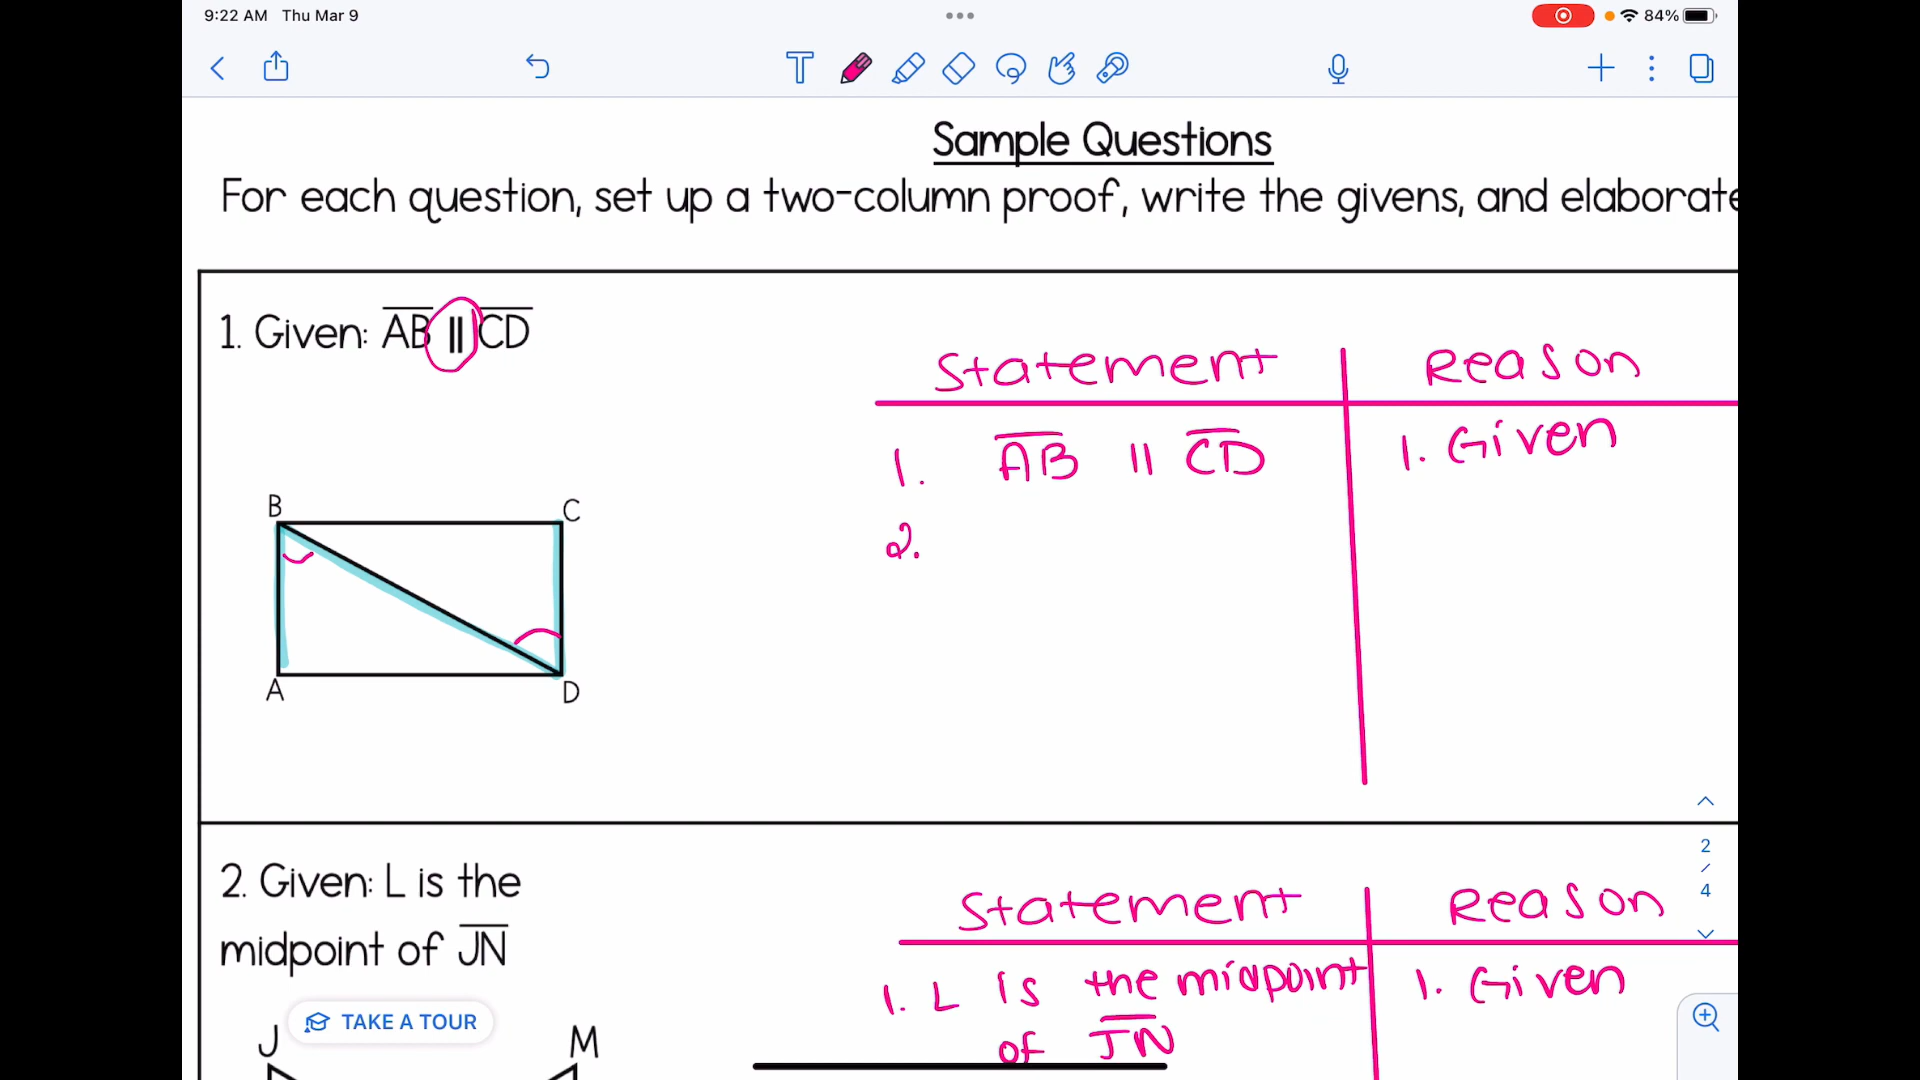 9:22 AM Thu Mar 9
84%
Sample Questions
For each question, set up a two-column proof, write the givens, and elaborate
1. Given: AB || CD
Statement
Reason
1. AB || CD
1. Given
2.
B
C
A
D
2
/
4
2. Given: L is the
midpoint of JN
Statement
Reason
1. L is the midpoint
of JN
1. Given
TAKE A TOUR
J
M